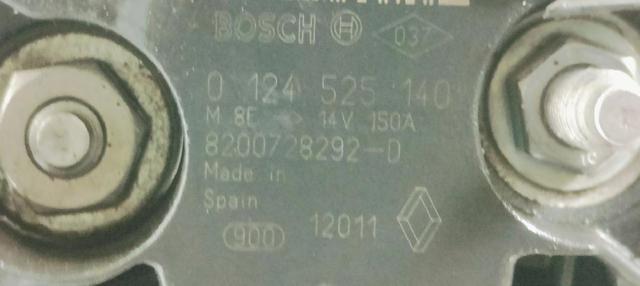 BOSCH 037
0 124 525 140
M 8E 14V 150A
8200728292-D
Made in
Spain
900 12011